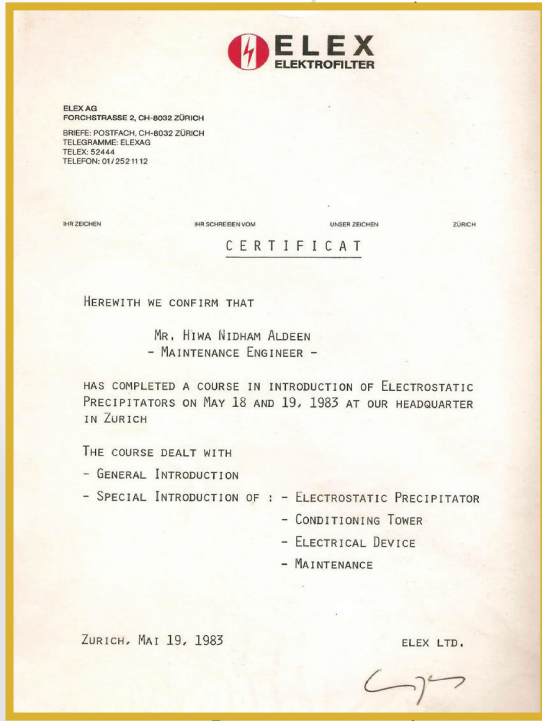 ELEX
ELEKTROFILTER
ELEX AG
FORCHSTRASSE 2, CH-8032 ZÜRICH
BRIEFE: POSTFACH, CH-8032 ZÜRICH
TELEGRAMME: ELEXAG
TELEX: 52444
TELEFON: 01/252 11 12
IHR ZEICHEN IHR SCHREIBEN VOM UNSER ZEICHEN ZÜRICH
CERTIFICAT
HEREWITH WE CONFIRM THAT
MR. HIWA NIDHAM ALDEEN
- MAINTENANCE ENGINEER -
HAS COMPLETED A COURSE IN INTRODUCTION OF ELECTROSTATIC
PRECIPITATORS ON MAY 18 AND 19, 1983 AT OUR HEADQUARTER
IN ZURICH
THE COURSE DEALT WITH
- GENERAL INTRODUCTION
- SPECIAL INTRODUCTION OF : - ELECTROSTATIC PRECIPITATOR
- CONDITIONING TOWER
- ELECTRICAL DEVICE
- MAINTENANCE
ZURICH, MAI 19, 1983 ELEX LTD.